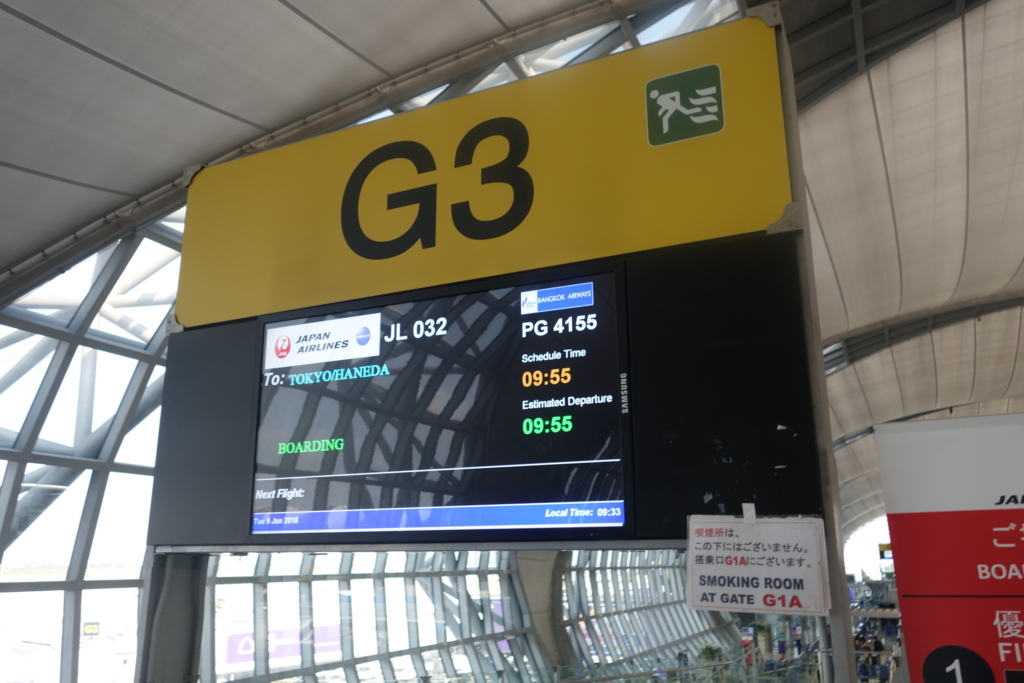 G3
JAPAN
AIRLINES
JL 032
BANGKOK AIRWAYS
PG 4155
To: TOKYO/HANEDA
Schedule Time
09:55
Estimated Departure
09:55
BOARDING
SAMSUNG
Next Flight:
Tue 9 Jan 2018
Local Time: 09:33
喫煙所は、
この下にはございません。
搭乗口G1Aにございます。
SMOKING ROOM
AT GATE G1A
G3
JA
ご
BOA
優
FI
1